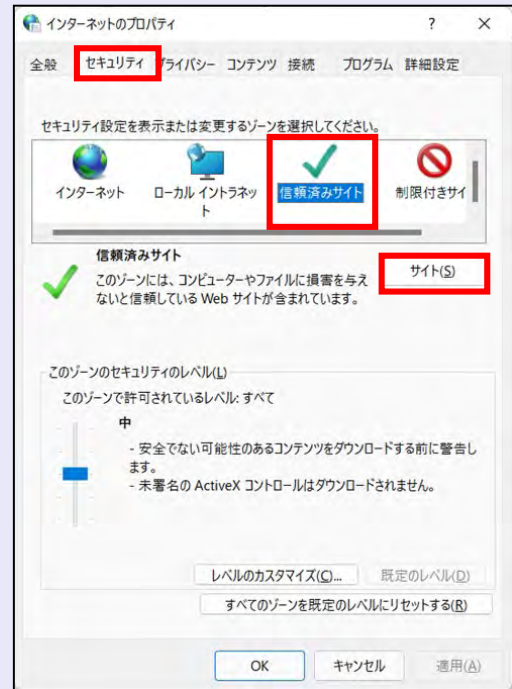 インターネットのプロパティ ? ×
全般 セキュリティ プライバシー コンテンツ 接続 プログラム 詳細設定
セキュリティ設定を表示または変更するゾーンを選択してください。
インターネット ローカル イントラネッ 信頼済みサイト 制限付きサイ
ト
信頼済みサイト
このゾーンには、コンピューターやファイルに損害を与え サイト(S)
ないと信頼している Web サイトが含まれています。
このゾーンのセキュリティのレベル(L)
このゾーンで許可されているレベル: すべて
中
- 安全でない可能性のあるコンテンツをダウンロードする前に警告し
ます。
- 未署名の ActiveX コントロールはダウンロードされません。
レベルのカスタマイズ(C)... 既定のレベル(D)
すべてのゾーンを既定のレベルにリセットする(R)
OK キャンセル 適用(A)